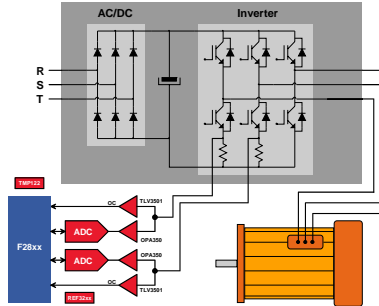 AC/DC
Inverter
R
S
T
TMP122
OC
TLV3501
ADC
OPA350
F28xx
ADC
OPA350
OC
TLV3501
REF32xx